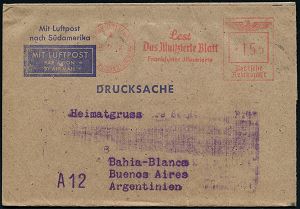 Mit Luftpost
nach Südamerika
MIT LUFTPOST
PAR AVION
BY AIR MAIL
Lest
Das Illustrierte Blatt
Frankfurter Illustrierte
Deutsche
Reichspost
DRUCKSACHE
Heimatgruss
Bahia-Blanca
Buenos Aires
Argentinien
A12